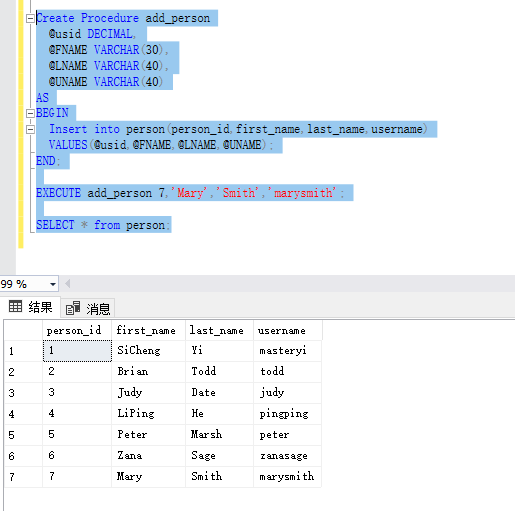 Create Procedure add_person
@usid DECIMAL,
@FNAME VARCHAR(30),
@LNAME VARCHAR(40),
@UNAME VARCHAR(40)
AS
BEGIN
Insert into person(person_id,first_name,last_name,username)
VALUES(@usid,@FNAME,@LNAME,@UNAME);
END;
EXECUTE add_person 7,'Mary','Smith','marysmith';
SELECT * from person;
99 %
结果 消息
person_id first_name last_name username
1 1 SiCheng Yi masteryi
2 2 Brian Todd todd
3 3 Judy Date judy
4 4 LiPing He pingping
5 5 Peter Marsh peter
6 6 Zana Sage zanasage
7 7 Mary Smith marysmith